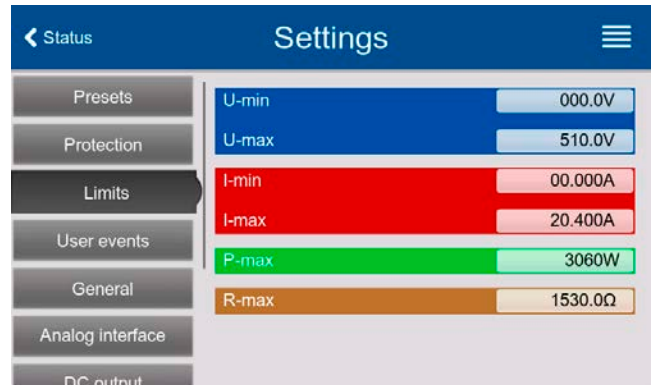 Status
Settings
Presets
Protection
Limits
User events
General
Analog interface
DC output
U-min 000.0V
U-max 510.0V
I-min 00.000A
I-max 20.400A
P-max 3060W
R-max 1530.0Ω